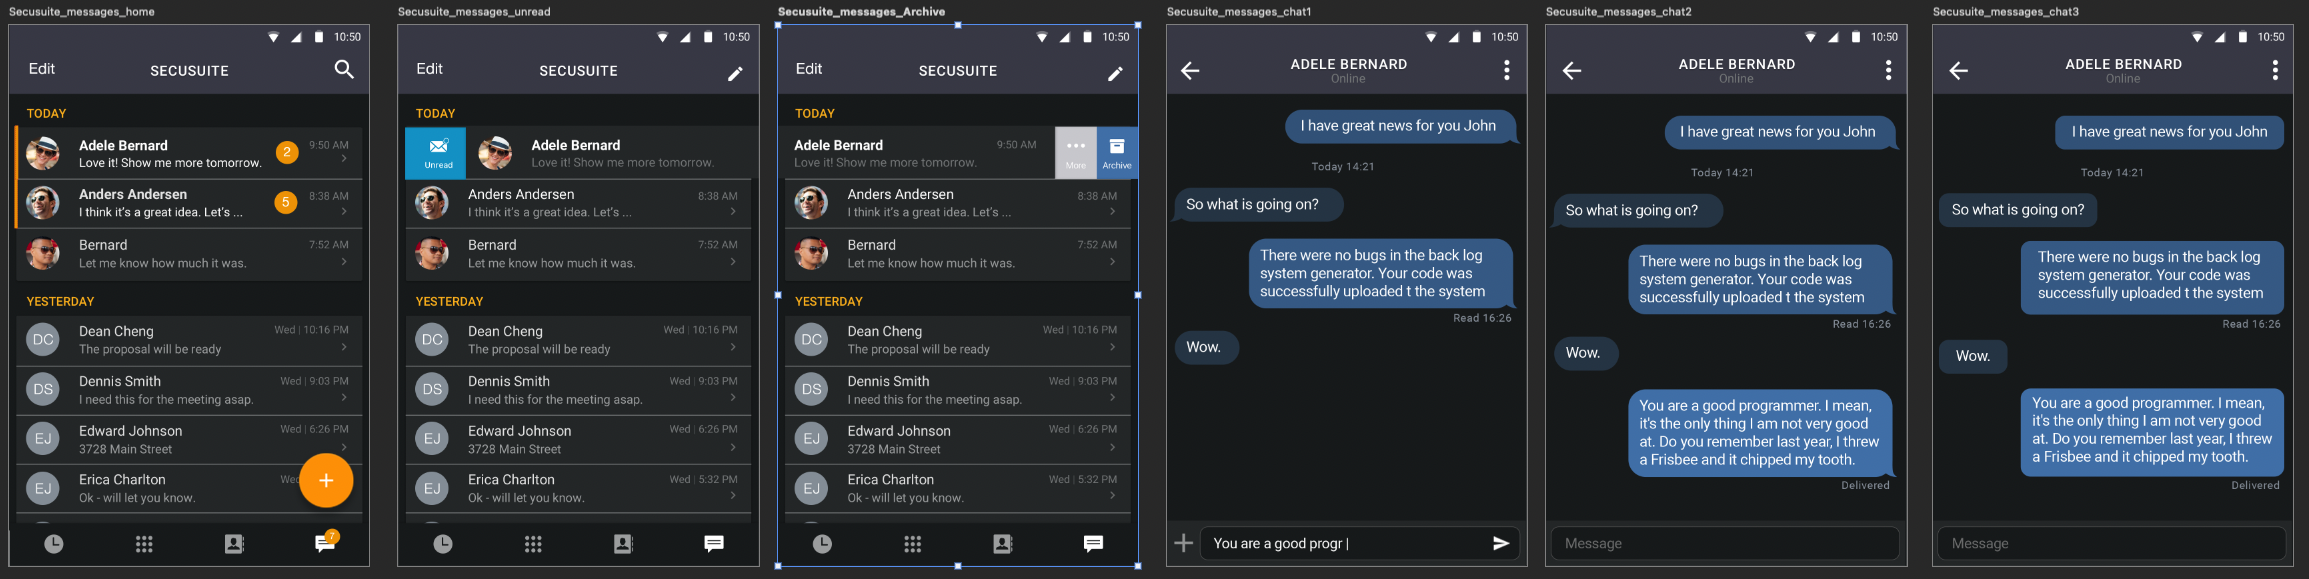 Secusuite_messages_home
10:50
Edit
SECUSUITE
TODAY
Adele Bernard
9:50 AM
Love it! Show me more tomorrow.
2
Anders Andersen
8:38 AM
I think it's a great idea. Let's ...
5
Bernard
7:52 AM
Let me know how much it was.
YESTERDAY
DC
Dean Cheng
Wed | 10:16 PM
The proposal will be ready
DS
Dennis Smith
Wed | 9:03 PM
I need this for the meeting asap.
EJ
Edward Johnson
Wed | 6:26 PM
3728 Main Street
EJ
Erica Charlton
Wed
Ok - will let you know.
+
7
Secusuite_messages_unread
10:50
Edit
SECUSUITE
TODAY
Unread
Adele Bernard
Love it! Show me more tomorrow.
Anders Andersen
8:38 AM
I think it's a great idea. Let's ...
Bernard
7:52 AM
Let me know how much it was.
YESTERDAY
DC
Dean Cheng
Wed | 10:16 PM
The proposal will be ready
DS
Dennis Smith
Wed | 9:03 PM
I need this for the meeting asap.
EJ
Edward Johnson
Wed | 6:26 PM
3728 Main Street
EJ
Erica Charlton
Wed | 5:32 PM
Ok - will let you know.
Secusuite_messages_Archive
10:50
Edit
SECUSUITE
TODAY
Adele Bernard
9:50 AM
Love it! Show me more tomorrow.
More
Archive
Anders Andersen
8:38 AM
I think it's a great idea. Let's ...
Bernard
7:52 AM
Let me know how much it was.
YESTERDAY
DC
Dean Cheng
Wed | 10:16 PM
The proposal will be ready
DS
Dennis Smith
Wed | 9:03 PM
I need this for the meeting asap.
EJ
Edward Johnson
Wed | 6:26 PM
3728 Main Street
EJ
Erica Charlton
Wed | 5:32 PM
Ok - will let you know.
Secusuite_messages_chat1
10:50
ADELE BERNARD
Online
I have great news for you John
Today 14:21
So what is going on?
There were no bugs in the back log
system generator. Your code was
successfully uploaded t the system
Read 16:26
Wow.
You are a good progr |
Secusuite_messages_chat2
10:50
ADELE BERNARD
Online
I have great news for you John
Today 14:21
So what is going on?
There were no bugs in the back log
system generator. Your code was
successfully uploaded t the system
Read 16:26
Wow.
You are a good programmer. I mean,
it's the only thing I am not very good
at. Do you remember last year, I threw
a Frisbee and it chipped my tooth.
Delivered
Message
Secusuite_messages_chat3
10:50
ADELE BERNARD
Online
I have great news for you John
Today 14:21
So what is going on?
There were no bugs in the back log
system generator. Your code was
successfully uploaded t the system
Read 16:26
Wow.
You are a good programmer. I mean,
it's the only thing I am not very good
at. Do you remember last year, I threw
a Frisbee and it chipped my tooth.
Delivered
Message